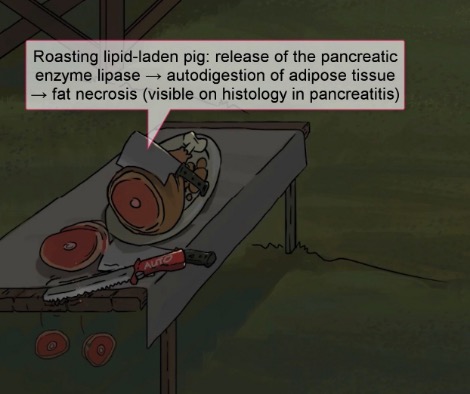 Roasting lipid-laden pig: release of the pancreatic
enzyme lipase → autodigestion of adipose tissue
→ fat necrosis (visible on histology in pancreatitis)
AUTO